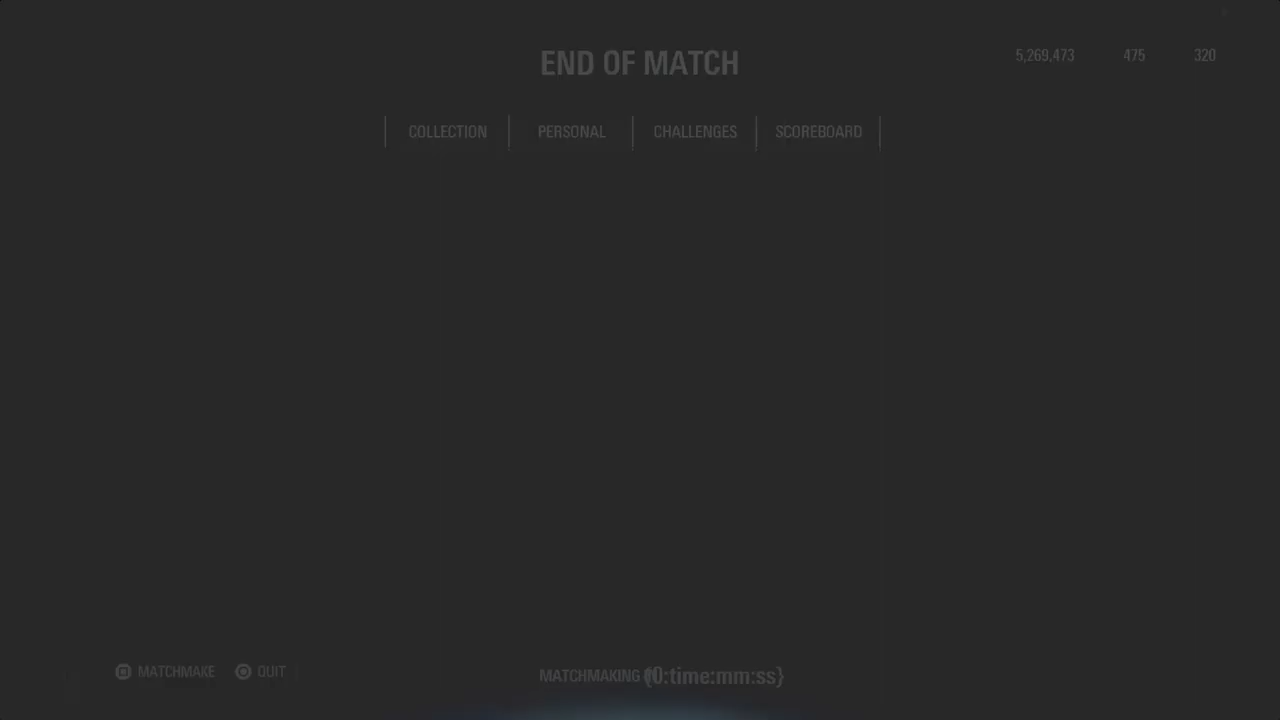 END OF MATCH
5,269,473 475 320
COLLECTION PERSONAL CHALLENGES SCOREBOARD
MATCHMAKE QUIT
MATCHMAKING {0:time:mm:ss}